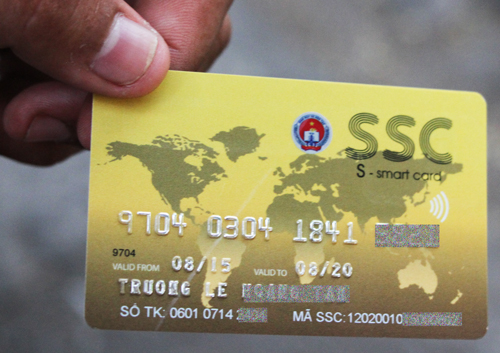 SSC
S - smart card
9704 0304 1841
9704
VALID FROM 08/15 VALID TO 08/20
TRUONG LE
SỐ TK: 0601 0714
MÃ SSC: 12020010